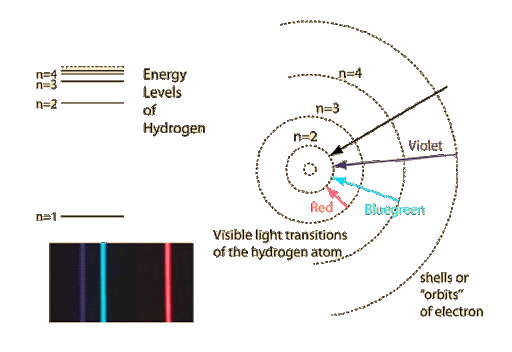 n=4
n=3
n=2
n=1
Energy
Levels
of
Hydrogen
n=4
n=3
n=2
Violet
Red
Bluegreen
Visible light transitions
of the hydrogen atom
shells or
"orbits"
of electron